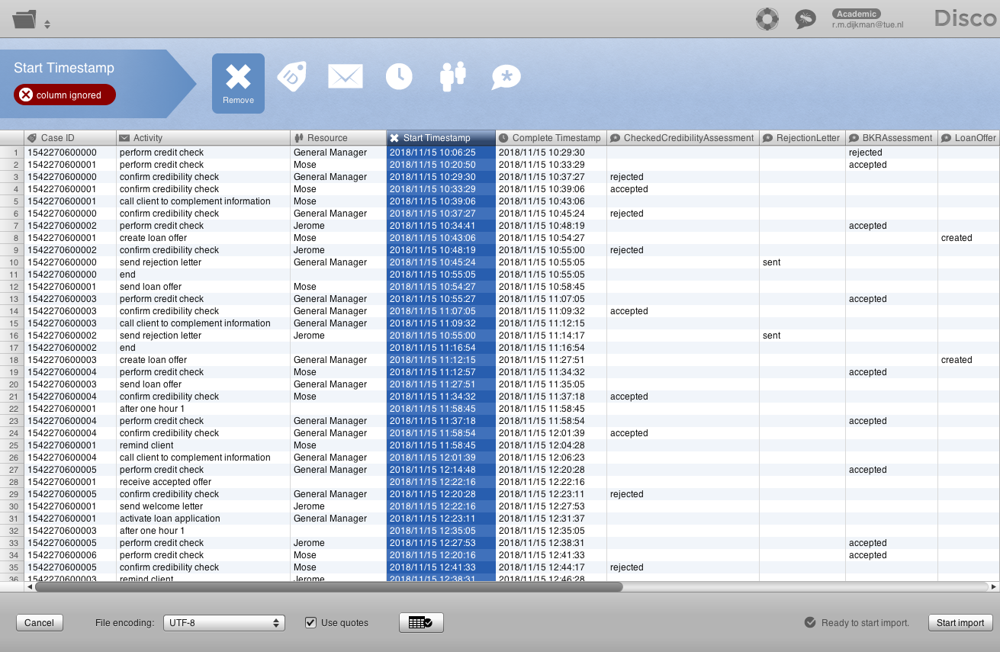 Academic
r.m.dijkman@tue.nl
Disco
Start Timestamp
column ignored
Remove
ID
Case ID Activity Resource Start Timestamp Complete Timestamp CheckedCredibilityAssessment RejectionLetter BKRAssessment LoanOffer
1 1542270600000 perform credit check General Manager 2018/11/15 10:06:25 2018/11/15 10:29:30 rejected
2 1542270600001 perform credit check Mose 2018/11/15 10:20:50 2018/11/15 10:33:29 accepted
3 1542270600000 confirm credibility check General Manager 2018/11/15 10:29:30 2018/11/15 10:37:27 rejected
4 1542270600001 confirm credibility check Mose 2018/11/15 10:33:29 2018/11/15 10:39:06 accepted
5 1542270600001 call client to complement information Mose 2018/11/15 10:39:06 2018/11/15 10:43:06
6 1542270600000 confirm credibility check General Manager 2018/11/15 10:37:27 2018/11/15 10:45:24 rejected
7 1542270600002 perform credit check Jerome 2018/11/15 10:34:41 2018/11/15 10:48:19 accepted
8 1542270600001 create loan offer Mose 2018/11/15 10:43:06 2018/11/15 10:54:27 created
9 1542270600002 confirm credibility check Jerome 2018/11/15 10:48:19 2018/11/15 10:55:00 rejected
10 1542270600000 send rejection letter General Manager 2018/11/15 10:45:24 2018/11/15 10:55:05 sent
11 1542270600000 end 2018/11/15 10:55:05 2018/11/15 10:55:05
12 1542270600001 send loan offer Mose 2018/11/15 10:54:27 2018/11/15 10:58:45
13 1542270600003 perform credit check General Manager 2018/11/15 10:55:27 2018/11/15 11:07:05 accepted
14 1542270600003 confirm credibility check General Manager 2018/11/15 11:07:05 2018/11/15 11:09:32 accepted
15 1542270600003 call client to complement information General Manager 2018/11/15 11:09:32 2018/11/15 11:12:15
16 1542270600002 send rejection letter Jerome 2018/11/15 10:55:00 2018/11/15 11:14:17 sent
17 1542270600002 end 2018/11/15 11:16:54 2018/11/15 11:16:54
18 1542270600003 create loan offer General Manager 2018/11/15 11:12:15 2018/11/15 11:27:51 created
19 1542270600004 perform credit check Mose 2018/11/15 11:12:57 2018/11/15 11:34:32 accepted
20 1542270600003 send loan offer General Manager 2018/11/15 11:27:51 2018/11/15 11:35:05
21 1542270600004 confirm credibility check Mose 2018/11/15 11:34:32 2018/11/15 11:37:18 accepted
22 1542270600001 after one hour 1 2018/11/15 11:58:45 2018/11/15 11:58:45
23 1542270600004 perform credit check General Manager 2018/11/15 11:37:18 2018/11/15 11:58:54 accepted
24 1542270600004 confirm credibility check General Manager 2018/11/15 11:58:54 2018/11/15 12:01:39 accepted
25 1542270600001 remind client Mose 2018/11/15 11:58:45 2018/11/15 12:04:28
26 1542270600004 call client to complement information General Manager 2018/11/15 12:01:39 2018/11/15 12:06:23
27 1542270600005 perform credit check General Manager 2018/11/15 12:14:48 2018/11/15 12:20:28 accepted
28 1542270600001 receive accepted offer 2018/11/15 12:22:16 2018/11/15 12:22:16
29 1542270600005 confirm credibility check General Manager 2018/11/15 12:20:28 2018/11/15 12:23:11 rejected
30 1542270600001 send welcome letter Jerome 2018/11/15 12:22:16 2018/11/15 12:27:53
31 1542270600001 activate loan application General Manager 2018/11/15 12:23:11 2018/11/15 12:31:37
32 1542270600003 after one hour 1 2018/11/15 12:35:05 2018/11/15 12:35:05
33 1542270600005 perform credit check Jerome 2018/11/15 12:27:53 2018/11/15 12:38:31 accepted
34 1542270600006 perform credit check Mose 2018/11/15 12:20:16 2018/11/15 12:41:33 accepted
35 1542270600005 confirm credibility check Mose 2018/11/15 12:41:33 2018/11/15 12:44:17 rejected
36 1542270600003 remind client Jerome 2018/11/15 12:38:31 2018/11/15 12:46:28
Cancel File encoding: UTF-8 Use quotes Ready to start import. Start import